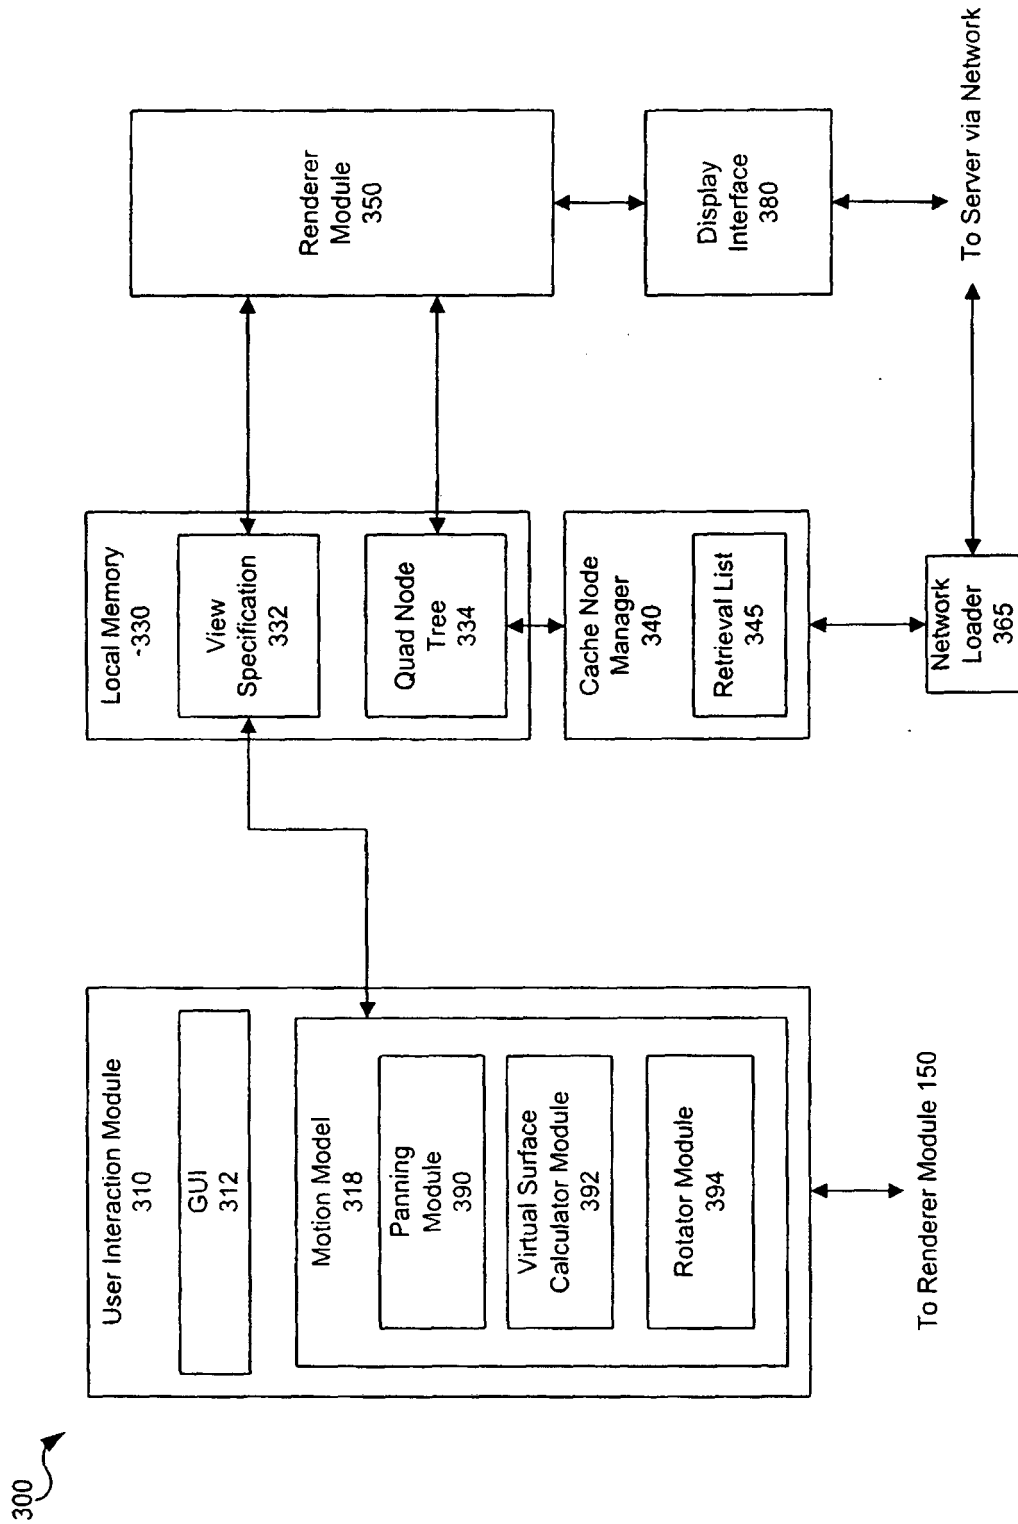 300
User Interaction Module
310
GUI
312
Motion Model
318
Panning
Module
390
Virtual Surface
Calculator Module
392
Rotator Module
394
To Renderer Module 150
Local Memory
-330
View
Specification
332
Quad Node
Tree
334
Cache Node
Manager
340
Retrieval List
345
Network
Loader
365
Renderer
Module
350
Display
Interface
380
To Server via Network